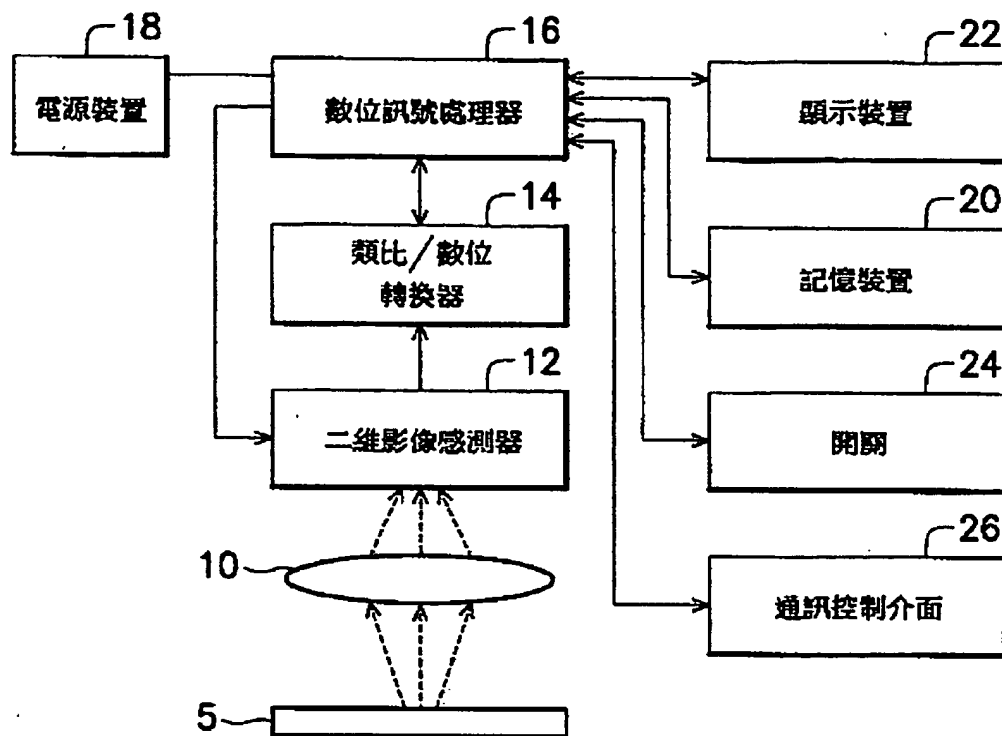 18
電源裝置
16
數位訊號處理器
22
顯示裝置
14
類比/數位
轉換器
20
記憶裝置
12
二維影像感測器
24
開關
10
26
通訊控制介面
5